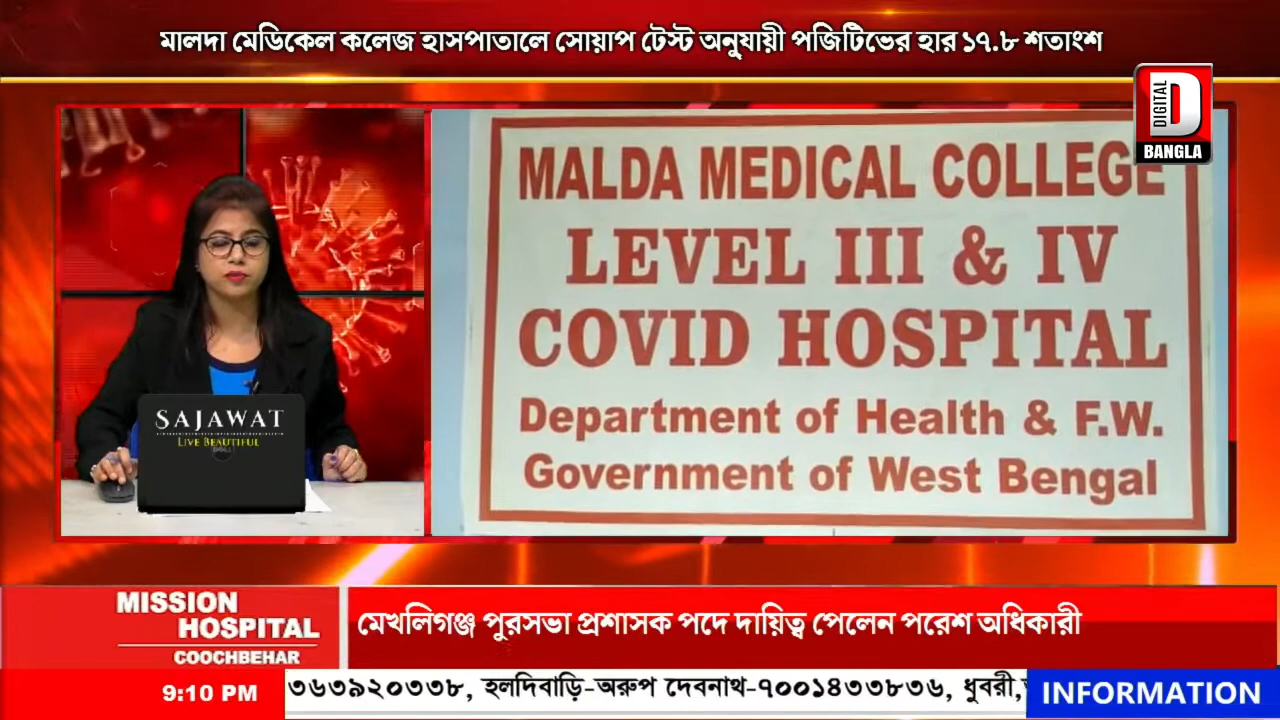 মালদা মেডিকেল কলেজ হাসপাতালে সোয়াপ টেস্ট অনুযায়ী পজিটিভের হার ১৭.৮ শতাংশ
DIGITAL
D
BANGLA
MALDA MEDICAL COLLEGE
LEVEL III & IV
COVID HOSPITAL
Department of Health & F.W.
Government of West Bengal
SAJAWAT
LIVE BEAUTIFUL
DELL
MISSION
HOSPITAL
COOCHBEHAR
মেখলিগঞ্জ পুরসভা প্রশাসক পদে দায়িত্ব পেলেন পরেশ অধিকারী
9:10 PM
৩৬৩৯২০৩৩৮, হলদিবাড়ি-অরুপ দেবনাথ-৭০০১৪৩৩৮৩৬, ধুবরী,
INFORMATION